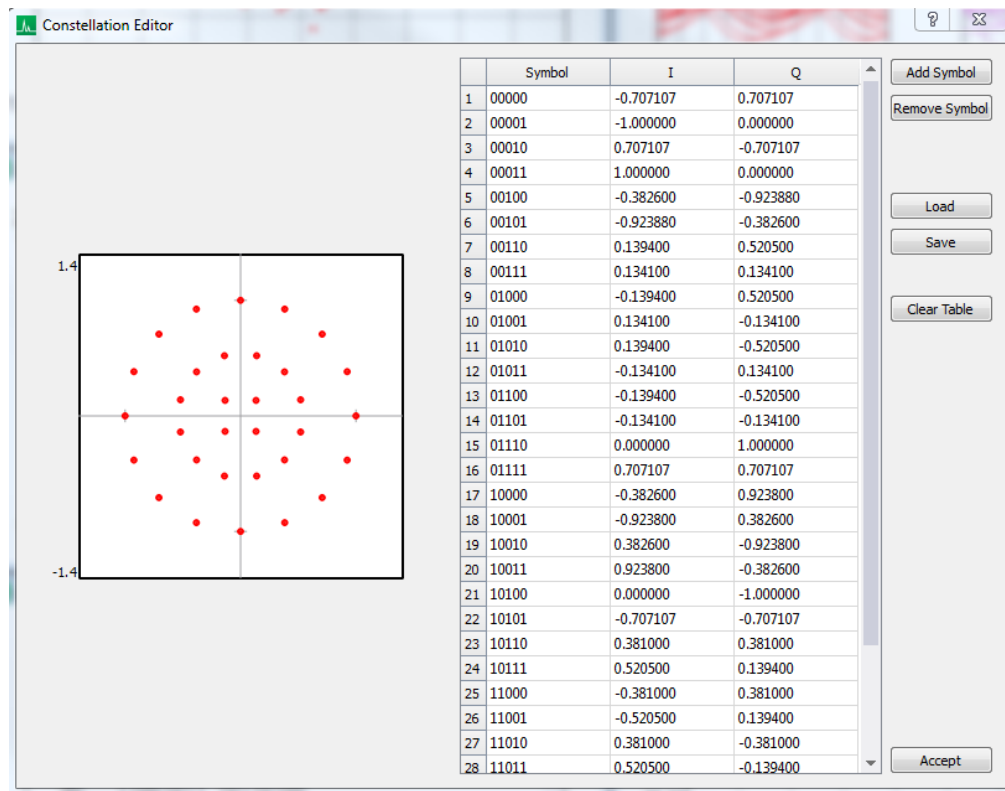 Constellation Editor
?
Symbol I Q
1 00000 -0.707107 0.707107
2 00001 -1.000000 0.000000
3 00010 0.707107 -0.707107
4 00011 1.000000 0.000000
5 00100 -0.382600 -0.923880
6 00101 -0.923880 -0.382600
7 00110 0.139400 0.520500
8 00111 0.134100 0.134100
9 01000 -0.139400 0.520500
10 01001 0.134100 -0.134100
11 01010 0.139400 -0.520500
12 01011 -0.134100 0.134100
13 01100 -0.139400 -0.520500
14 01101 -0.134100 -0.134100
15 01110 0.000000 1.000000
16 01111 0.707107 0.707107
17 10000 -0.382600 0.923800
18 10001 -0.923800 0.382600
19 10010 0.382600 -0.923800
20 10011 0.923800 -0.382600
21 10100 0.000000 -1.000000
22 10101 -0.707107 -0.707107
23 10110 0.381000 0.381000
24 10111 0.520500 0.139400
25 11000 -0.381000 0.381000
26 11001 -0.520500 0.139400
27 11010 0.381000 -0.381000
28 11011 0.520500 -0.139400
1.4
-1.4
Add Symbol
Remove Symbol
Load
Save
Clear Table
Accept